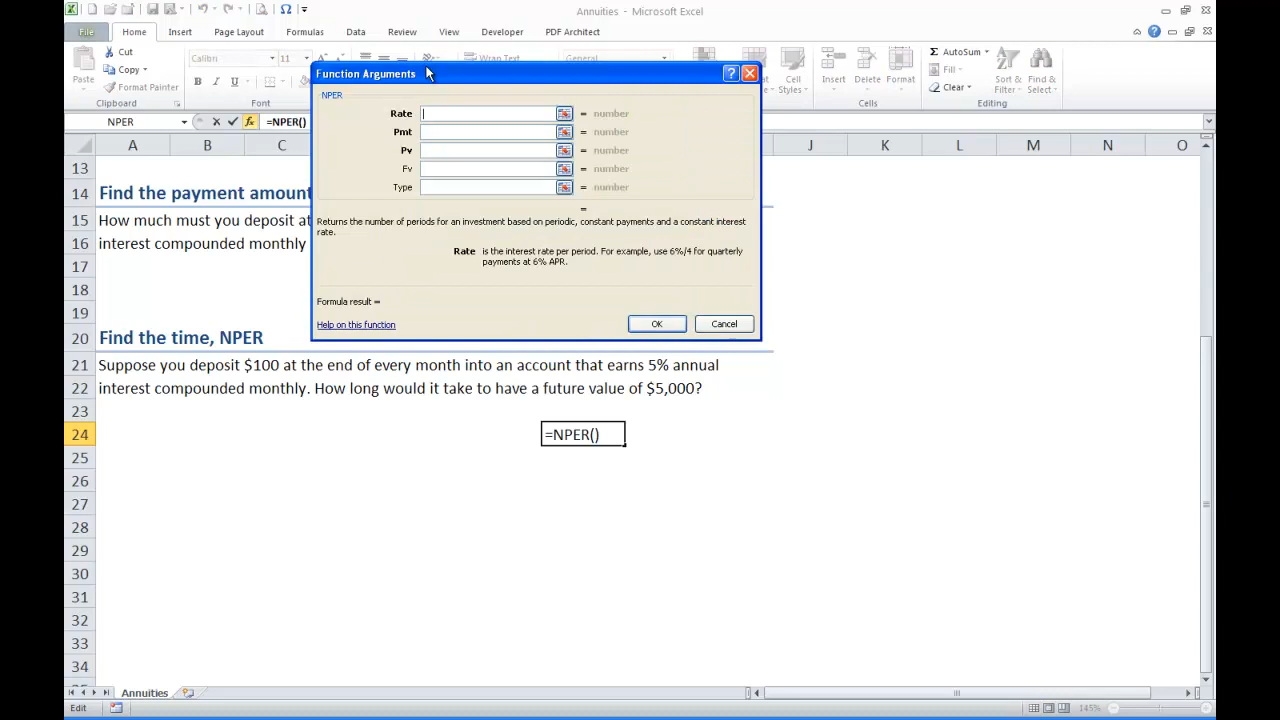 Annuities - Microsoft Excel
File Home Insert Page Layout Formulas Data Review View Developer PDF Architect
Paste Cut Copy Format Painter
Calibri 11
B I U
Wrap Text General
Cell Styles Insert Delete Format
Σ AutoSum Fill Clear
Sort & Filter Find & Select
Clipboard Font Cells Editing
NPER =NPER()
Function Arguments
NPER
Rate = number
Pmt = number
Pv = number
Fv = number
Type = number
=
Returns the number of periods for an investment based on periodic, constant payments and a constant interest
rate.
Rate is the interest rate per period. For example, use 6%/4 for quarterly
payments at 6% APR.
Formula result =
Help on this function OK Cancel
A B C J K L M N O
13
14 Find the payment amount
15 How much must you deposit at
16 interest compounded monthly
17
18
19
20 Find the time, NPER
21 Suppose you deposit $100 at the end of every month into an account that earns 5% annual
22 interest compounded monthly. How long would it take to have a future value of $5,000?
23
24 =NPER()
25
26
27
28
29
30
31
32
33
34
Annuities
Edit 145%